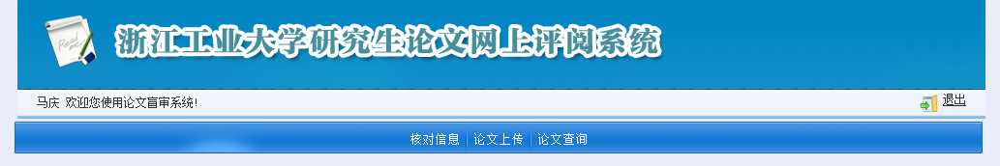 Read me
浙江工业大学研究生论文网上评阅系统
马庆 欢迎您使用论文盲审系统!
退出
核对信息 论文上传 论文查询